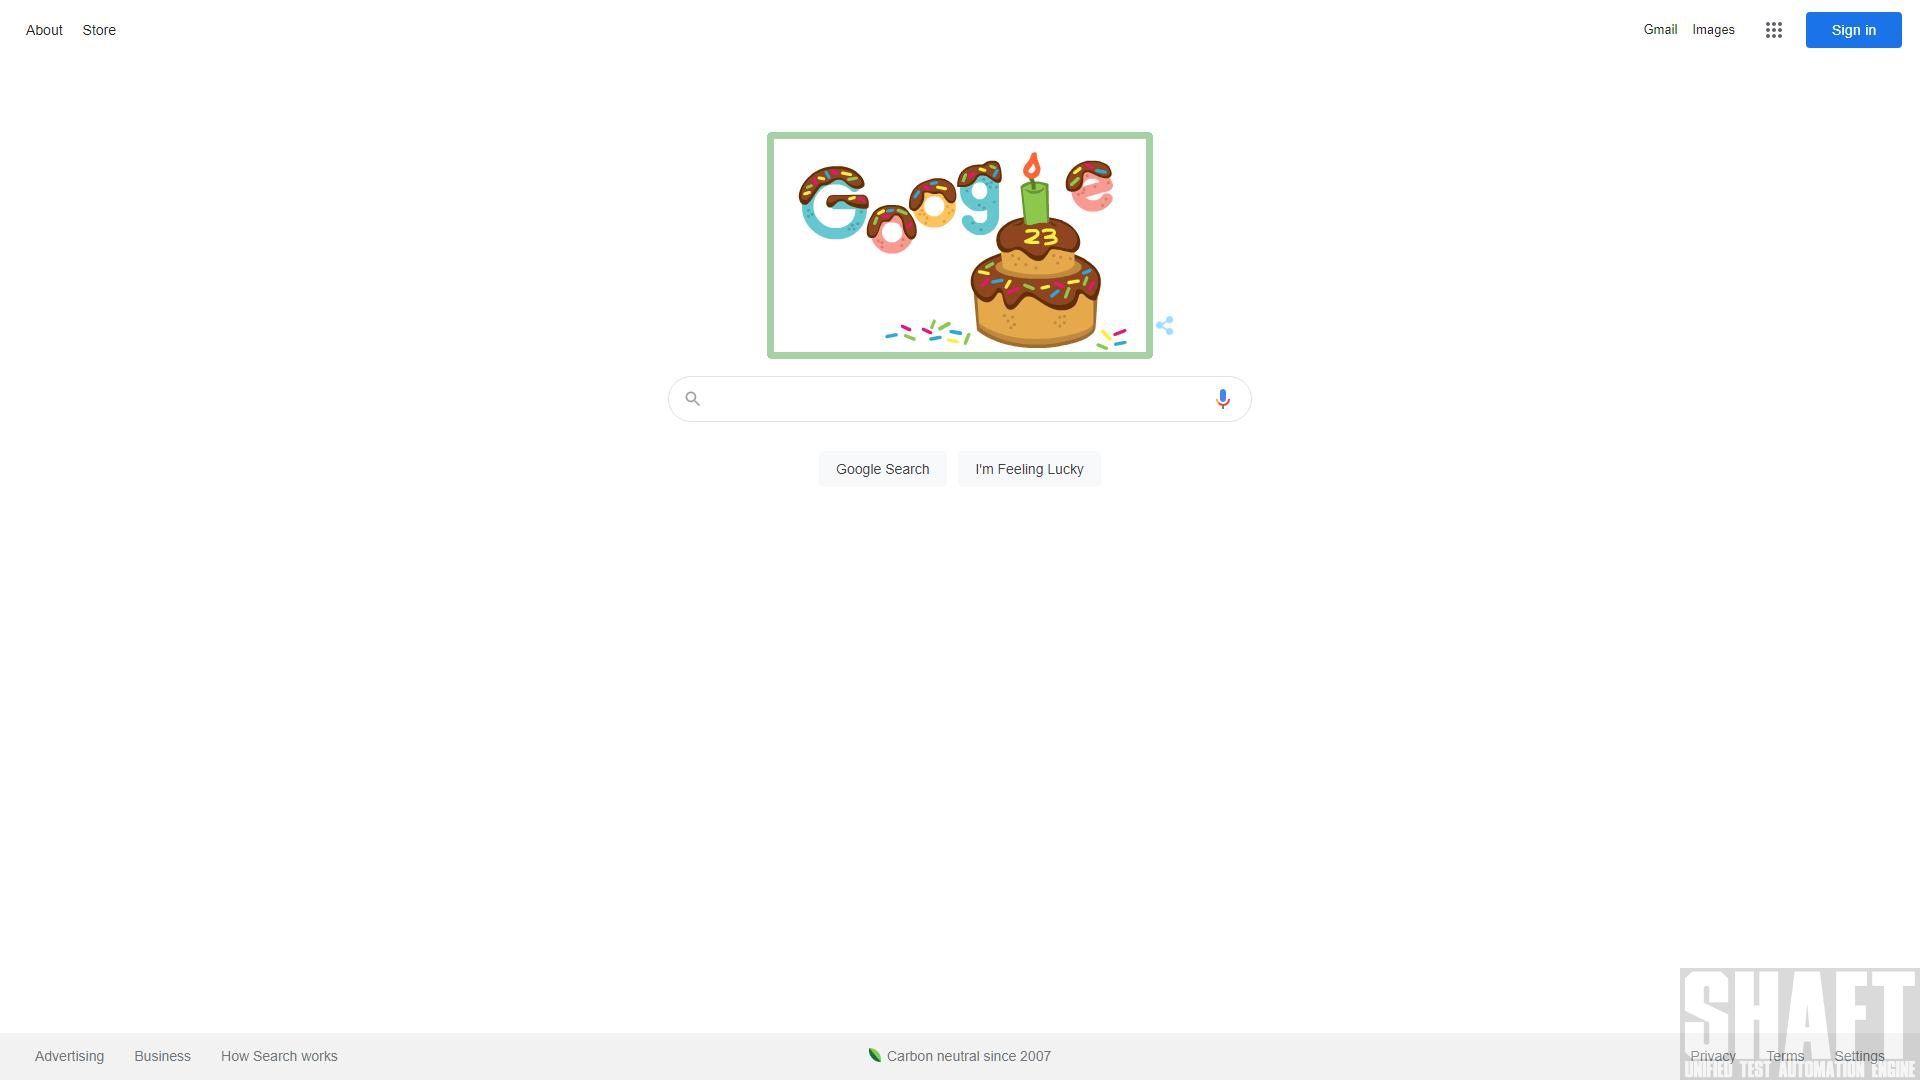 About Store Gmail Images Sign in
Google
23
Google Search I'm Feeling Lucky
SHAFT
Advertising Business How Search works Carbon neutral since 2007 Privacy Terms Settings
UNIFIED TEST AUTOMATION ENGINE